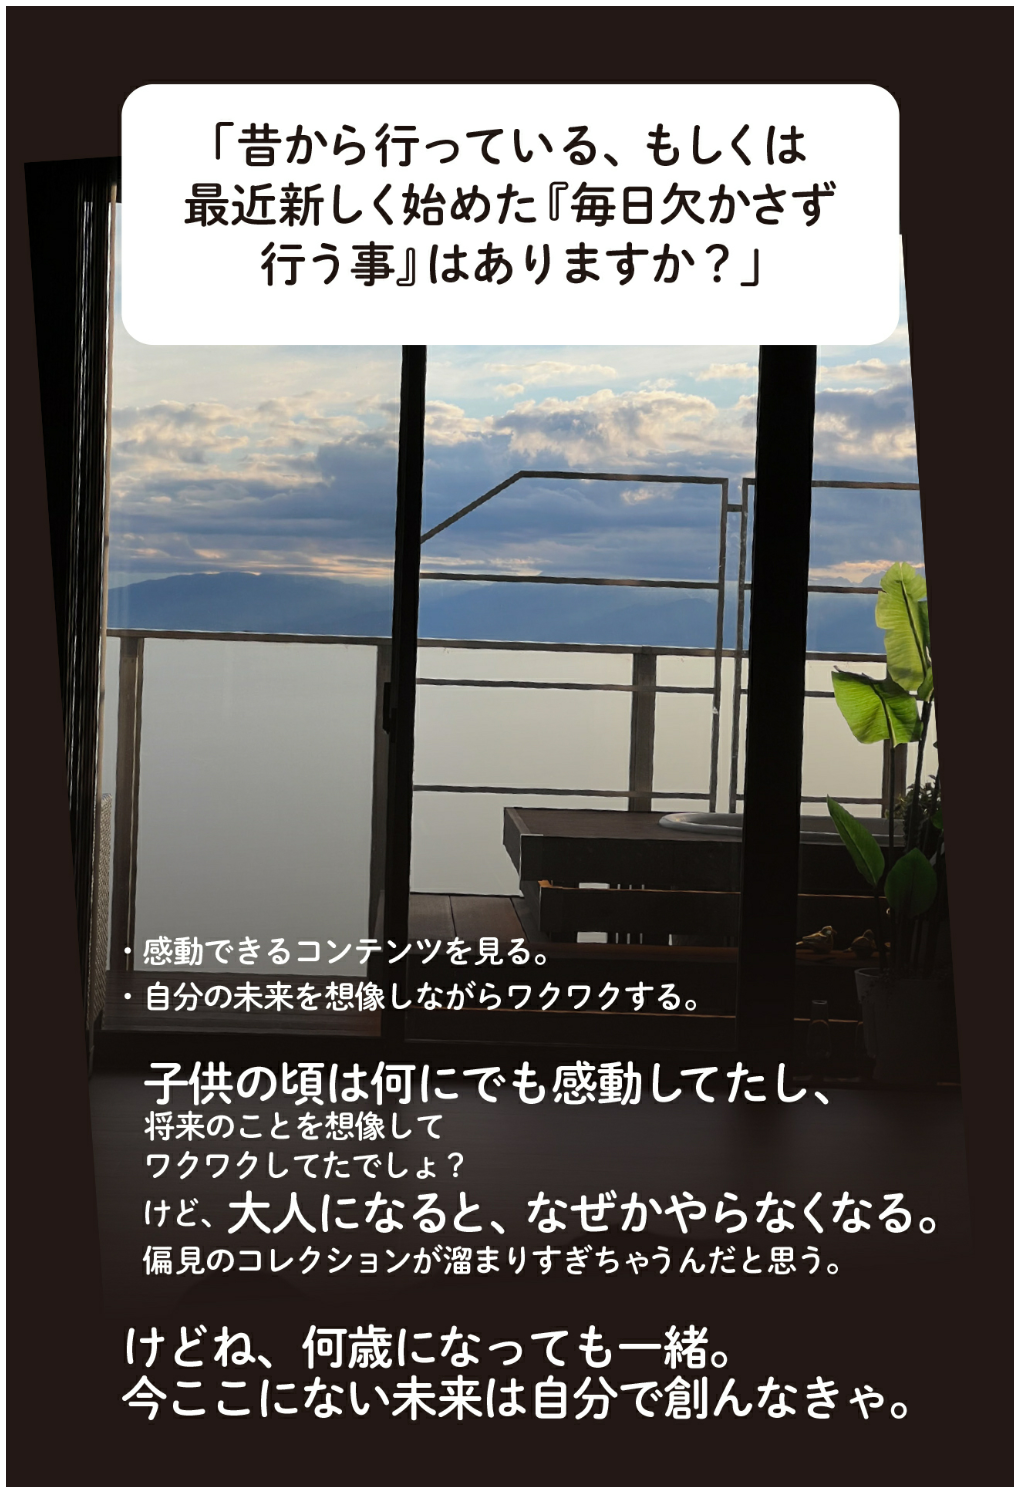 「昔から行っている、もしくは
最近新しく始めた『毎日欠かさず
行う事』はありますか？」
・感動できるコンテンツを見る。
・自分の未来を想像しながらワクワクする。
子供の頃は何にでも感動してたし、
将来のことを想像して
ワクワクしてたでしょ？
けど、大人になると、なぜかやらなくなる。
偏見のコレクションが溜まりすぎちゃうんだと思う。
けどね、何歳になっても一緒。
今ここにない未来は自分で創んなきゃ。